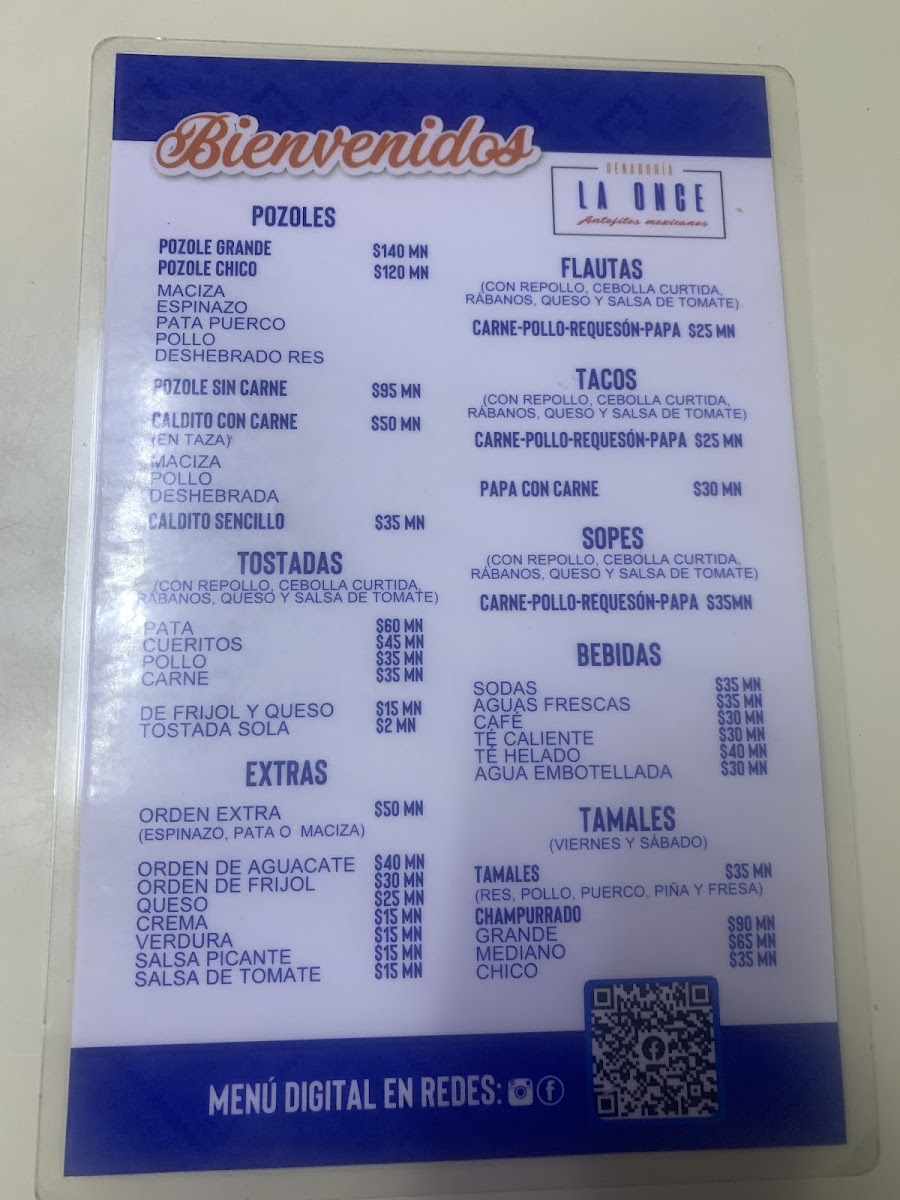 Bienvenidos
CENADURÍA
LA ONCE
Antojitos mexicanos
POZOLES
POZOLE GRANDE $140 MN
POZOLE CHICO $120 MN
MACIZA
ESPINAZO
PATA PUERCO
POLLO
DESHEBRADO RES
POZOLE SIN CARNE $95 MN
CALDITO CON CARNE $50 MN
(EN TAZA)
MACIZA
POLLO
DESHEBRADA
CALDITO SENCILLO $35 MN
TOSTADAS
(CON REPOLLO, CEBOLLA CURTIDA,
RÁBANOS, QUESO Y SALSA DE TOMATE)
PATA $60 MN
CUERITOS $45 MN
POLLO $35 MN
CARNE $35 MN
DE FRIJOL Y QUESO $15 MN
TOSTADA SOLA $2 MN
EXTRAS
ORDEN EXTRA $50 MN
(ESPINAZO, PATA O MACIZA)
ORDEN DE AGUACATE $40 MN
ORDEN DE FRIJOL $30 MN
QUESO $25 MN
CREMA $15 MN
VERDURA $15 MN
SALSA PICANTE $15 MN
SALSA DE TOMATE $15 MN
FLAUTAS
(CON REPOLLO, CEBOLLA CURTIDA,
RÁBANOS, QUESO Y SALSA DE TOMATE)
CARNE-POLLO-REQUESÓN-PAPA $25 MN
TACOS
(CON REPOLLO, CEBOLLA CURTIDA,
RÁBANOS, QUESO Y SALSA DE TOMATE)
CARNE-POLLO-REQUESÓN-PAPA $25 MN
PAPA CON CARNE $30 MN
SOPES
(CON REPOLLO, CEBOLLA CURTIDA,
RÁBANOS, QUESO Y SALSA DE TOMATE)
CARNE-POLLO-REQUESÓN-PAPA $35MN
BEBIDAS
SODAS $35 MN
AGUAS FRESCAS $35 MN
CAFÉ $30 MN
TÉ CALIENTE $30 MN
TÉ HELADO $40 MN
AGUA EMBOTELLADA $30 MN
TAMALES
(VIERNES Y SÁBADO)
TAMALES $35 MN
(RES, POLLO, PUERCO, PIÑA Y FRESA)
CHAMPURRADO
GRANDE $90 MN
MEDIANO $65 MN
CHICO $35 MN
MENÚ DIGITAL EN REDES: